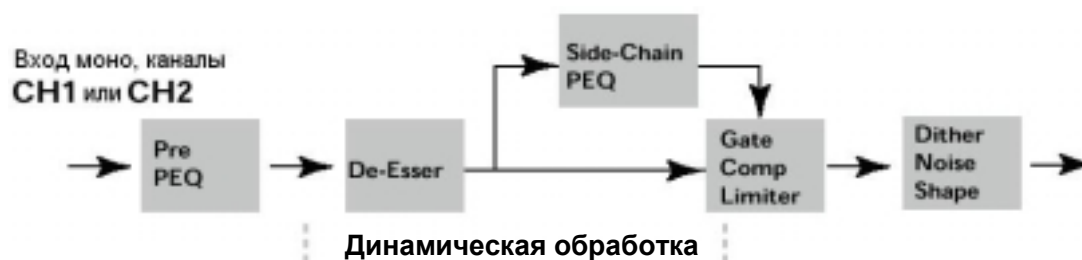 Вход моно, каналы
CH1 или CH2
Pre
PEQ
De-Esser
Side-Chain
PEQ
Gate
Comp
Limiter
Dither
Noise
Shape
Динамическая обработка